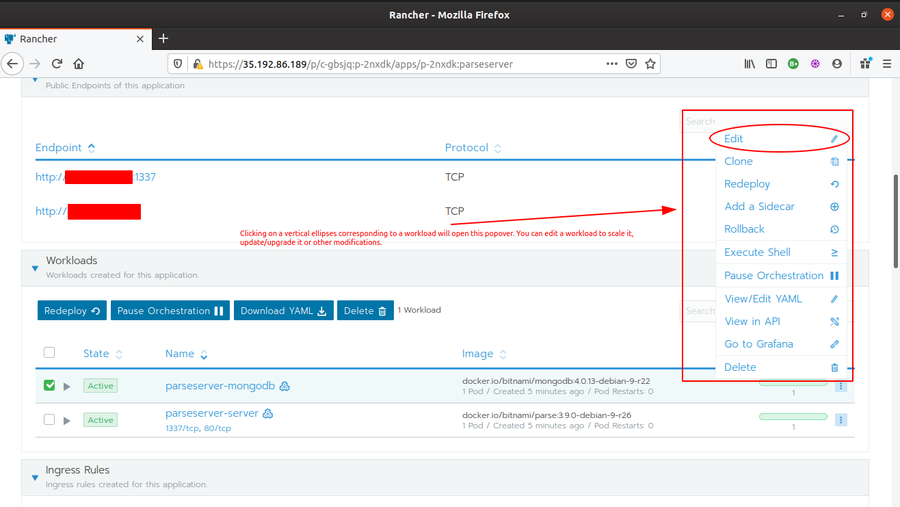 Rancher - Mozilla Firefox
Rancher
https://35.192.86.189/p/c-gbsjq:p-2nxdk/apps/p-2nxdk:parseserver
Public Endpoints of this application
Search
Endpoint
Protocol
http://
:1337
TCP
http://
TCP
Clicking on a vertical ellipses corresponding to a workload will open this popover. You can edit a workload to scale it,
update/upgrade it or other modifications.
Edit
Clone
Redeploy
Add a Sidecar
Rollback
Execute Shell
Pause Orchestration
View/Edit YAML
View in API
Go to Grafana
Delete
Workloads
Workloads created for this application.
Redeploy
Pause Orchestration
Download YAML
Delete
1 Workload
Search
State
Name
Image
Active
parseserver-mongodb
docker.io/bitnami/mongodb:4.0.13-debian-9-r22
1 Pod / Created 5 minutes ago / Pod Restarts: 0
1
Active
parseserver-server
1337/tcp, 80/tcp
docker.io/bitnami/parse:3.9.0-debian-9-r26
1 Pod / Created 5 minutes ago / Pod Restarts: 0
1
Ingress Rules
Ingress rules created for this application.